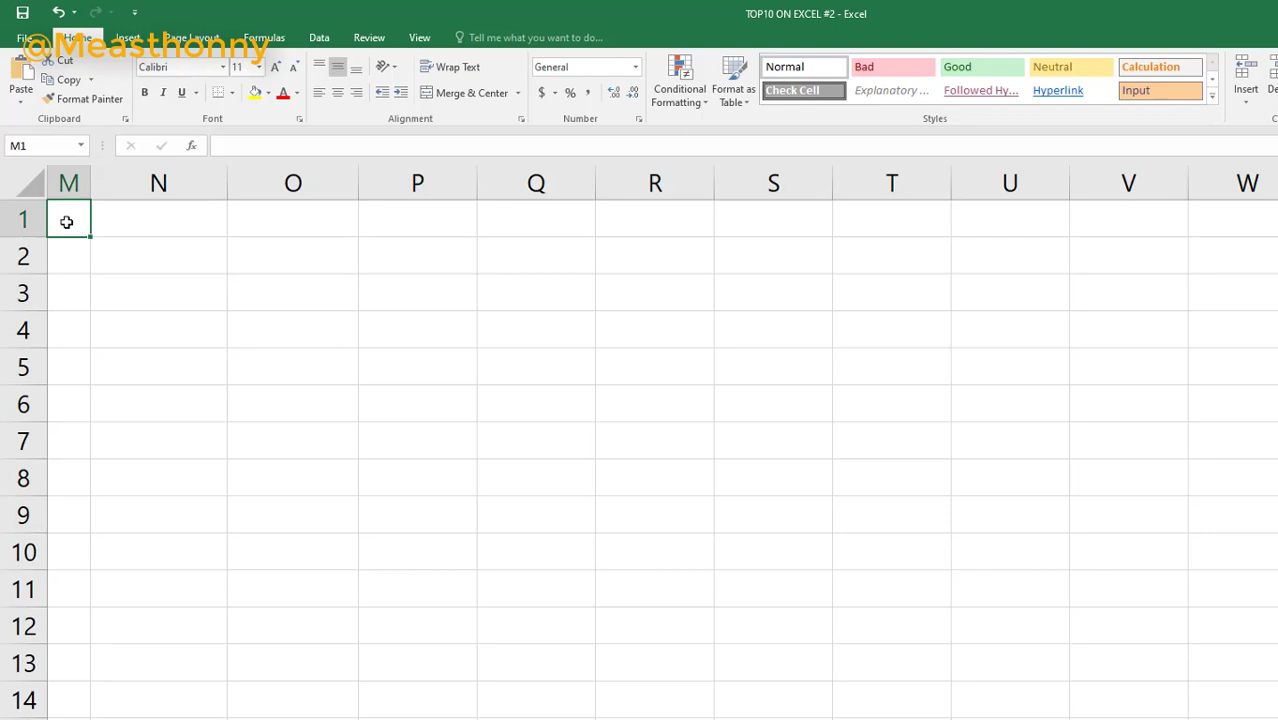 TOP10 ON EXCEL #2 - Excel
File Home Insert Page Layout Formulas Data Review View Tell me what you want to do...
@Measthonny
Paste
Cut
Copy
Format Painter
Clipboard
Calibri 11
B I U
Font
Wrap Text
Merge & Center
Alignment
General
$ % ,
Number
Conditional Formatting
Format as Table
Normal Bad Good Neutral Calculation
Check Cell Explanatory ... Followed Hy... Hyperlink Input
Styles
Insert
M1 fx
M N O P Q R S T U V W
1
2
3
4
5
6
7
8
9
10
11
12
13
14